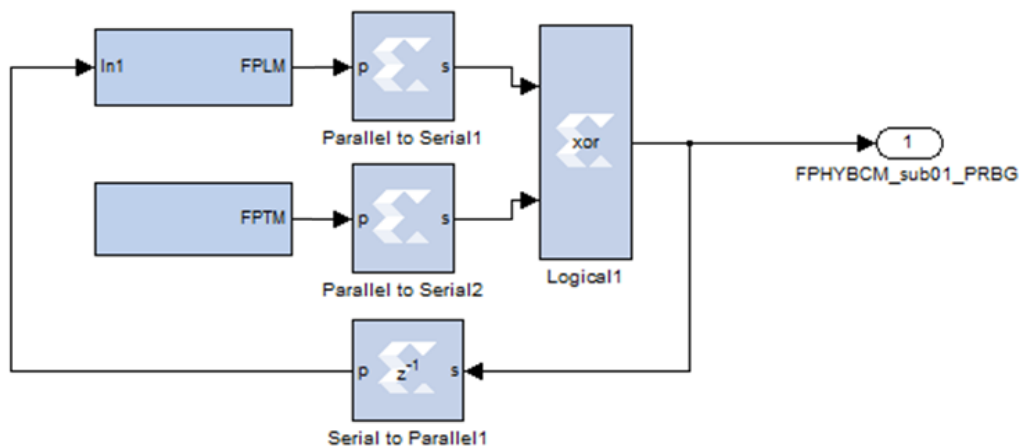 In1 FPLM
p s
Parallel to Serial1
xor
1
FPHYBCM_sub01_PRBG
FPTM
p s
Parallel to Serial2
Logical1
p z-1 s
Serial to Parallel1